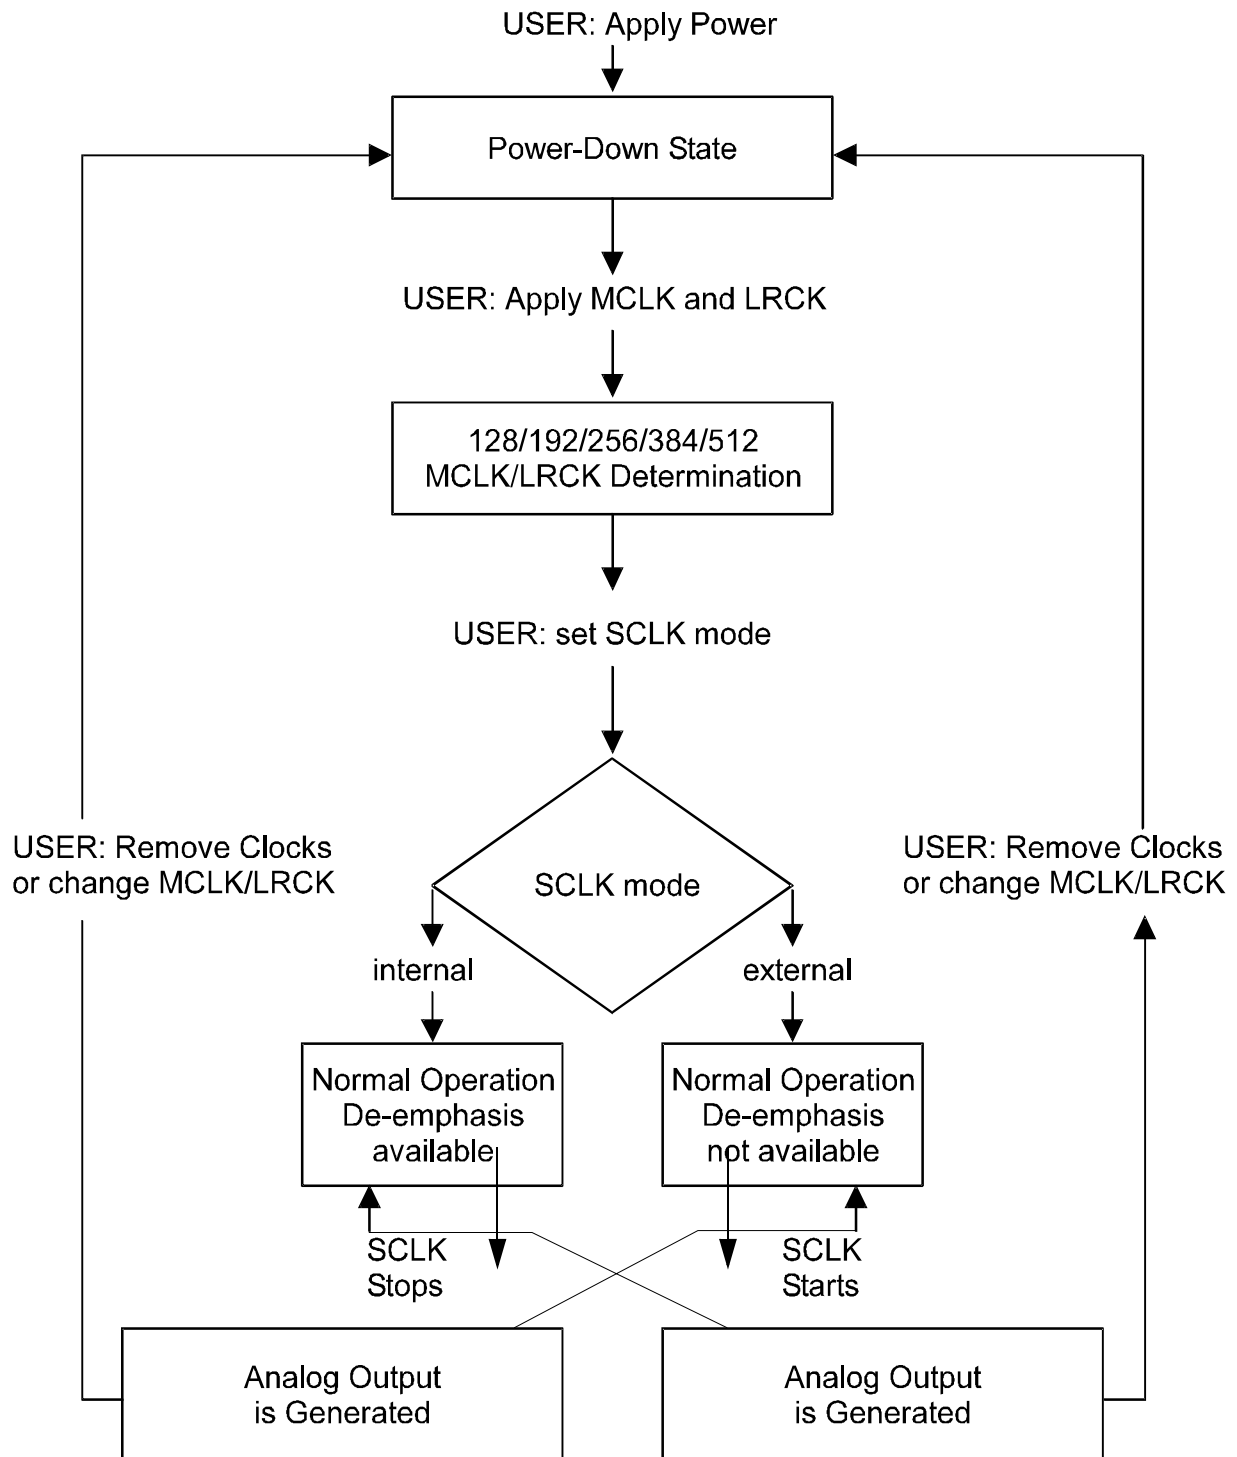 USER: Apply Power
Power-Down State
USER: Apply MCLK and LRCK
128/192/256/384/512
MCLK/LRCK Determination
USER: set SCLK mode
USER: Remove Clocks
or change MCLK/LRCK
SCLK mode
USER: Remove Clocks
or change MCLK/LRCK
internal
external
Normal Operation
De-emphasis
available
Normal Operation
De-emphasis
not available
SCLK
Stops
SCLK
Starts
Analog Output
is Generated
Analog Output
is Generated